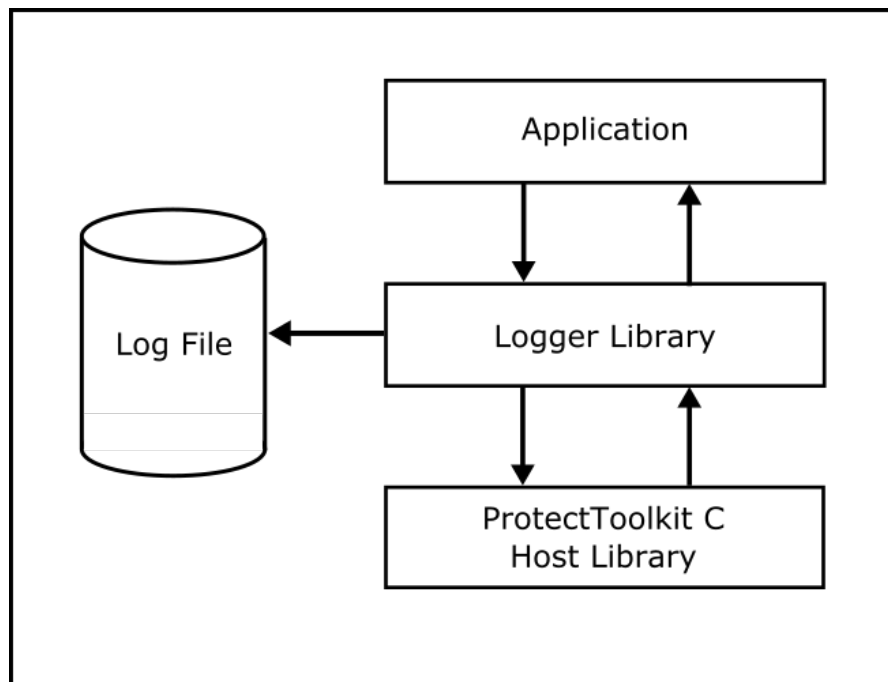 Application
Log File
Logger Library
ProtectToolkit C
Host Library